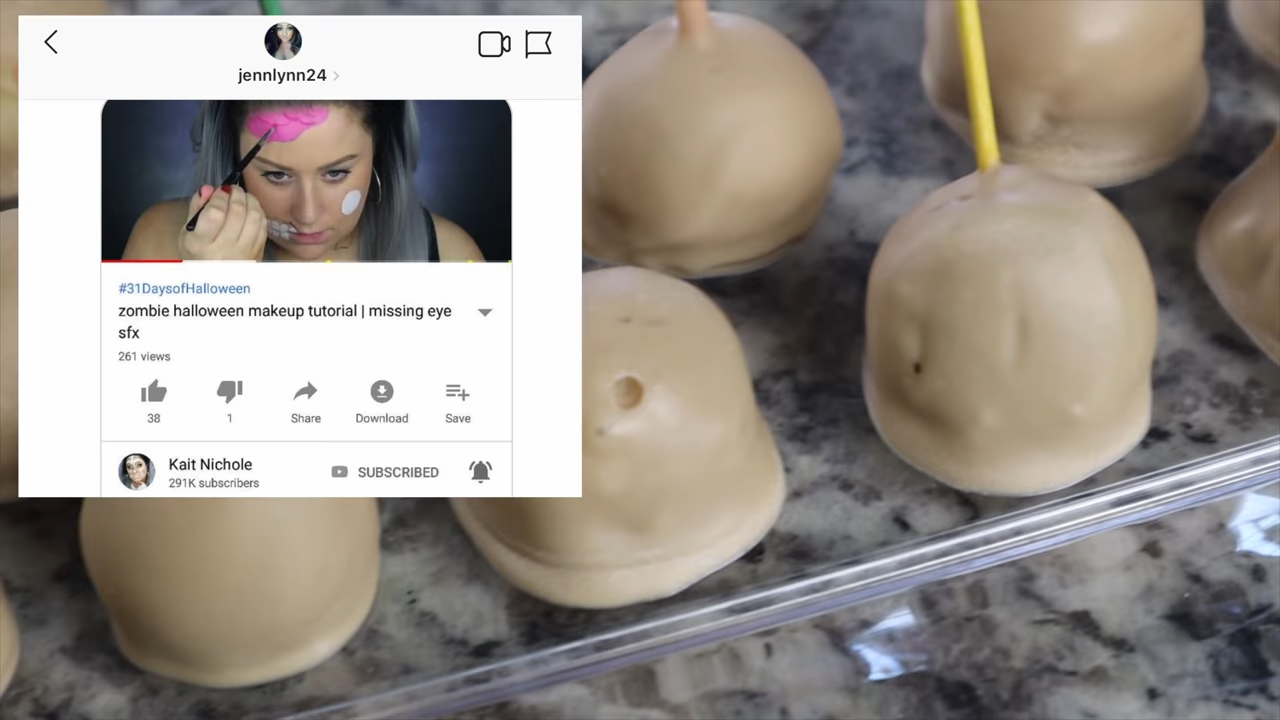 jennlynn24
#31DaysofHalloween
zombie halloween makeup tutorial | missing eye
sfx
261 views
38
1
Share
Download
Save
Kait Nichole
SUBSCRIBED
291K subscribers